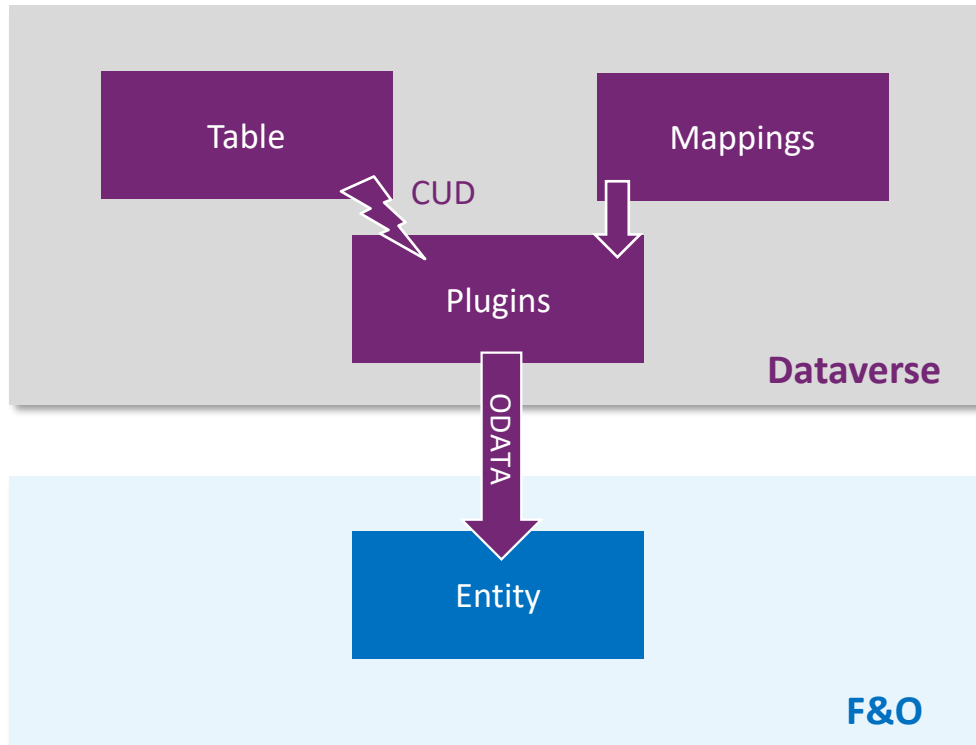 Table
Mappings
CUD
Plugins
Dataverse
ODATA
Entity
F&O